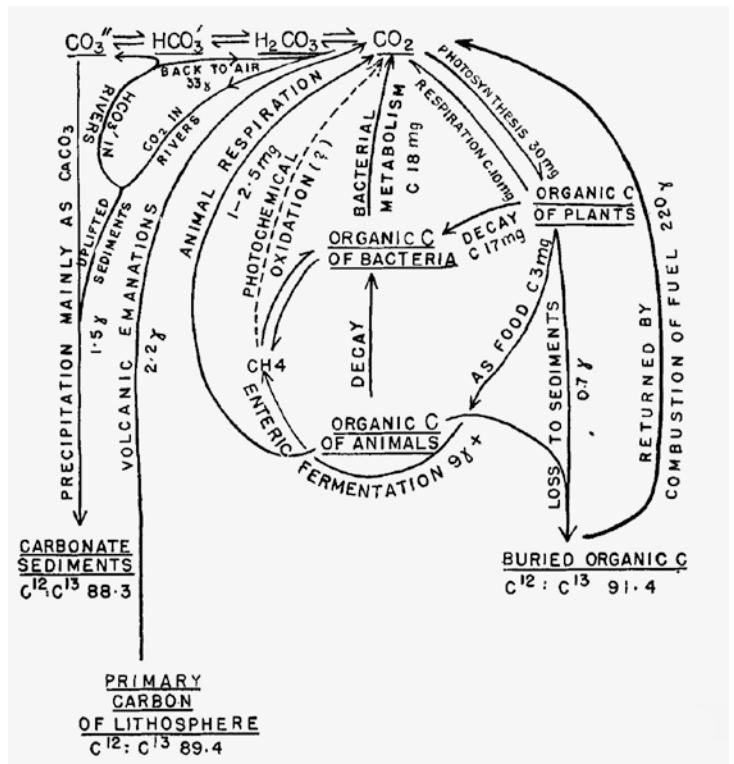 CO₃″ ⇌ HCO₃′ ⇌ H₂CO₃ ⇌ CO₂
BACK TO AIR
33γ
HCO₃′ IN
RIVERS
CO₂ IN
RIVERS
UPLIFTED
SEDIMENTS
1·5γ
PRECIPITATION MAINLY AS CaCO₃
VOLCANIC EMANATIONS
2·2γ
ANIMAL RESPIRATION
PHOTOCHEMICAL
OXIDATION (?)
1-2·5mg
BACTERIAL
METABOLISM
C 18mg
RESPIRATION C.10mg
PHOTOSYNTHESIS 30mg
ORGANIC C
OF PLANTS
DECAY
C 17mg
ORGANIC C
OF BACTERIA
AS FOOD C 3mg
CH4
DECAY
ORGANIC C
OF ANIMALS
ENTERIC
FERMENTATION 9γ+
LOSS TO SEDIMENTS
0.7γ
RETURNED BY
COMBUSTION OF FUEL 220γ
CARBONATE
SEDIMENTS
C¹²:C¹³ 88·3
BURIED ORGANIC C
C¹² : C¹³ 91.4
PRIMARY
CARBON
OF LITHOSPHERE
C¹²: C¹³ 89.4